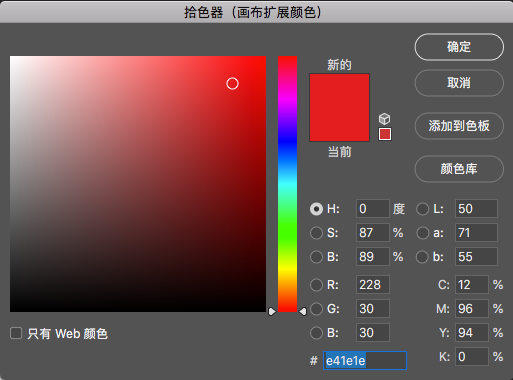 拾色器（画布扩展颜色）
新的
当前
确定
取消
添加到色板
颜色库
H: 0 度 L: 50
S: 87 % a: 71
B: 89 % b: 55
R: 228 C: 12 %
G: 30 M: 96 %
B: 30 Y: 94 %
K: 0 %
只有 Web 颜色
# e41e1e